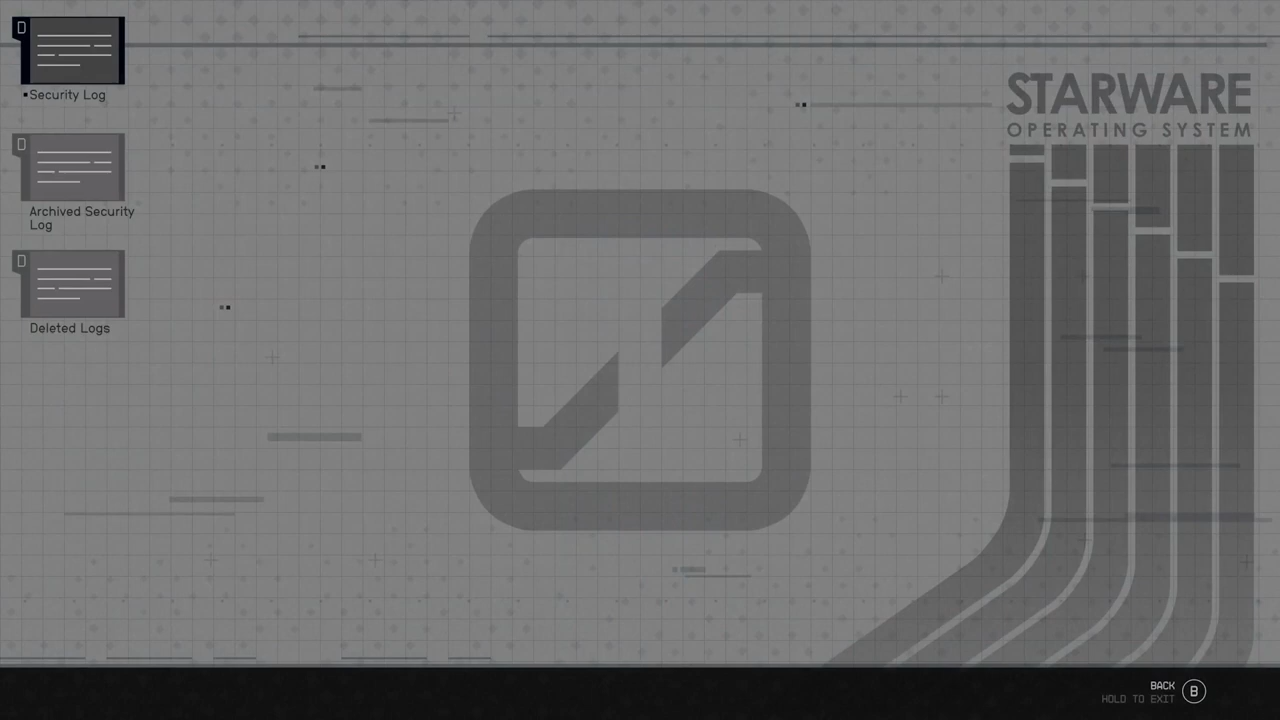 D
Security Log
D
Archived Security
Log
D
Deleted Logs
STARWARE
OPERATING SYSTEM
BACK
HOLD TO EXIT
B